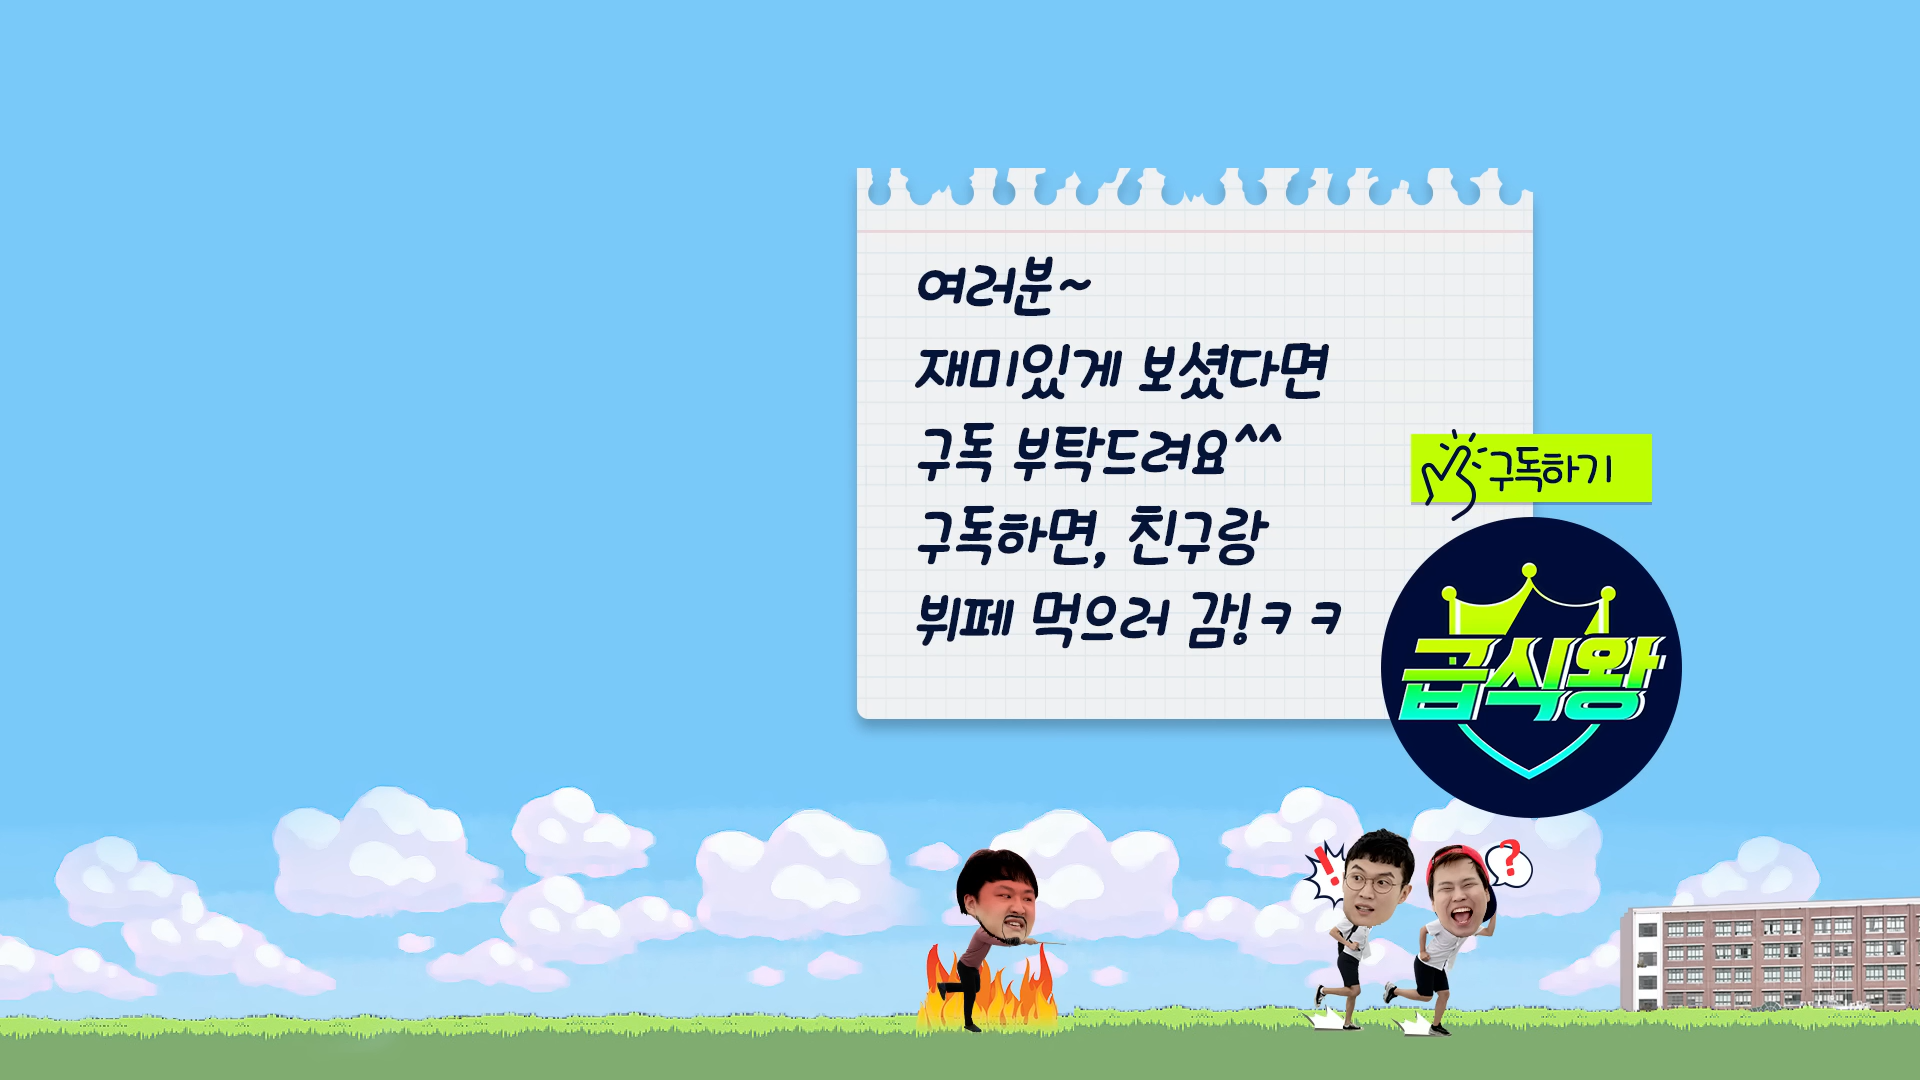 여러분~
재미있게 보셨다면
구독 부탁드려요^^
구독하면, 친구랑
뷔페 먹으러 감!ㅋㅋ
구독하기
급식왕
!
?